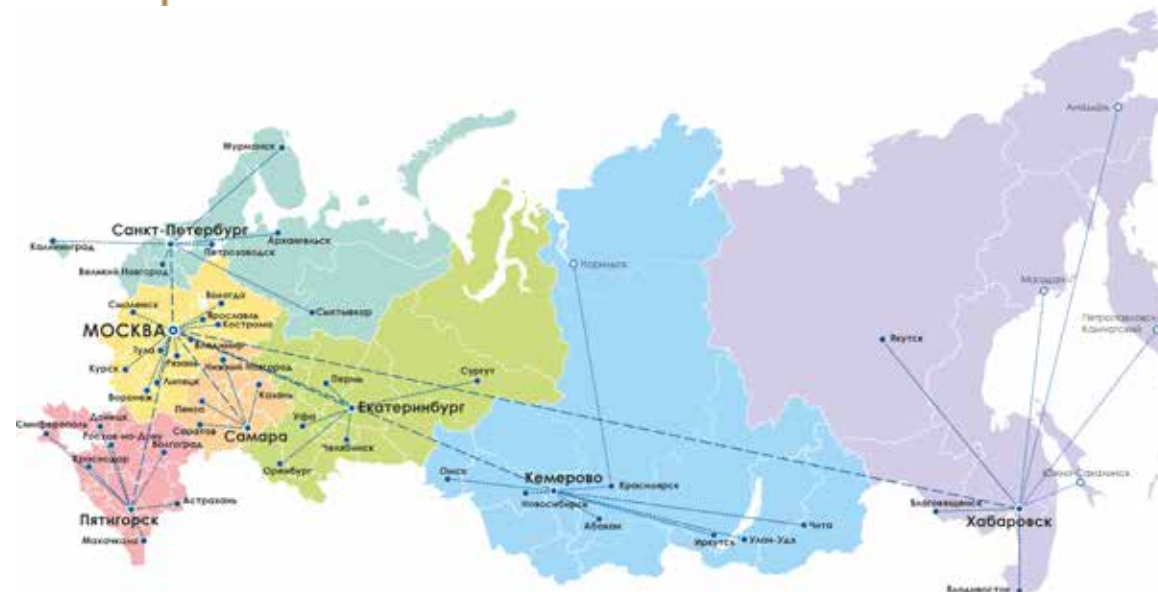 Анадырь
Мурманск
Санкт-Петербург
Калининград
Архангельск
Петрозаводск
Великий Новгород
Норильск
Вологда
Смоленск
Ярославль
Сыктывкар
Кострома
МОСКВА
Магадан
Петропавловск-
Камчатский
Владимир
Тула
Рязань
Якутск
Нижний Новгород
Курск
Липецк
Пермь
Сургут
Воронеж
Казань
Пенза
Екатеринбург
Саратов
Уфа
Самара
Симферополь
Донецк
Ростов-на-Дону
Волгоград
Челябинск
Краснодар
Оренбург
Омск
Кемерово
Красноярск
Южно-Сахалинск
Астрахань
Новосибирск
Благовещенск
Пятигорск
Абакан
Чита
Хабаровск
Махачкала
Иркутск
Улан-Удэ
Владивосток